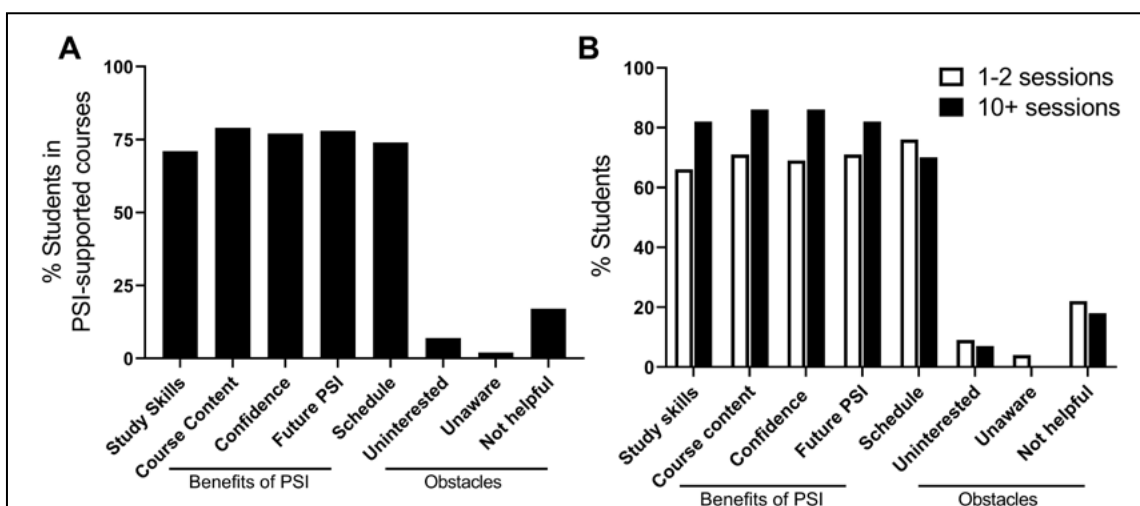 A
% Students in
PSI-supported courses
100
75
50
25
0
Study Skills
Course Content
Confidence
Future PSI
Schedule
Uninterested
Unaware
Not helpful
Benefits of PSI
Obstacles
B
1-2 sessions
10+ sessions
% Students
100
80
60
40
20
0
Study skills
Course content
Confidence
Future PSI
Schedule
Uninterested
Unaware
Not helpful
Benefits of PSI
Obstacles